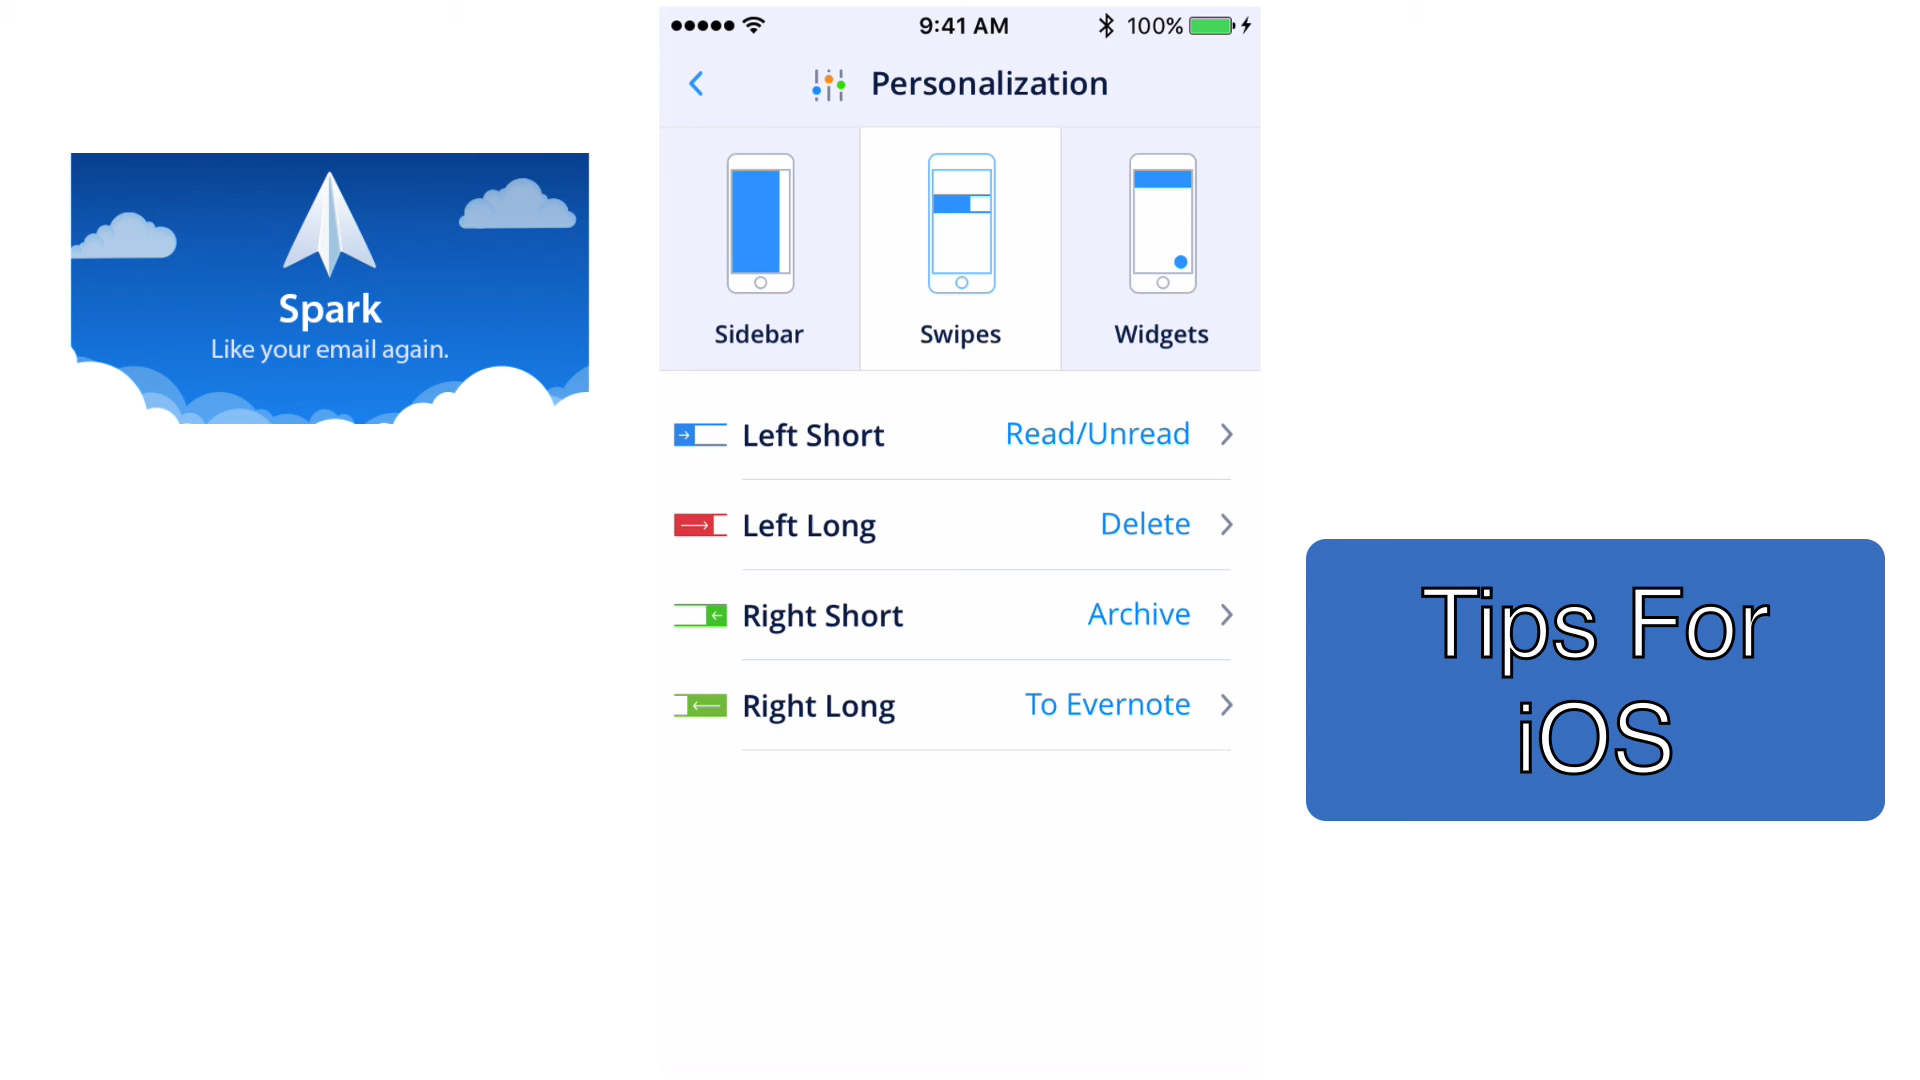 9:41 AM
100%
Personalization
Sidebar
Swipes
Widgets
Spark
Like your email again.
Left Short
Read/Unread
Left Long
Delete
Right Short
Archive
Right Long
To Evernote
Tips For
iOS